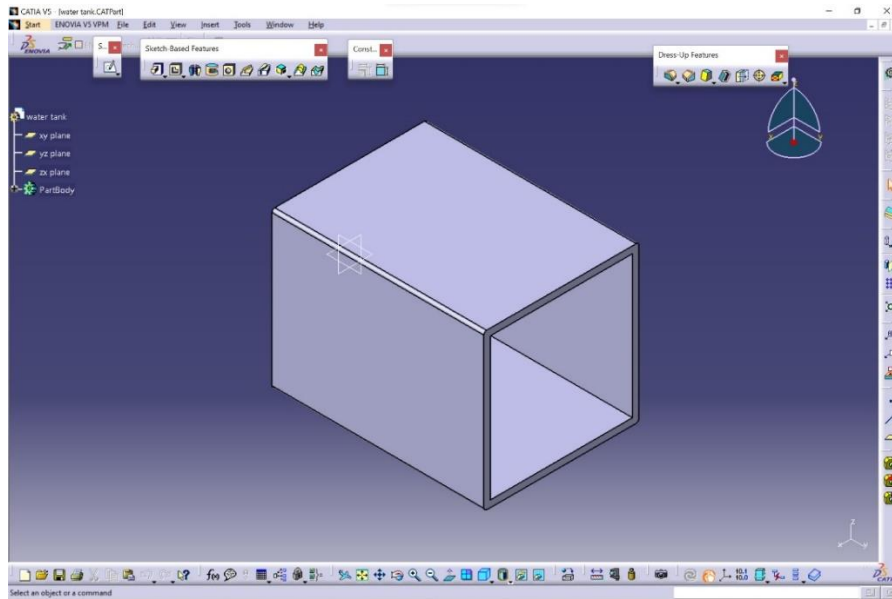 CATIA V5 - [water tank.CATPart]
Start ENOVIA V5 VPM File Edit View Insert Tools Window Help
ENOVIA
S...
Sketch-Based Features
Const...
Dress-Up Features
water tank
xy plane
yz plane
zx plane
PartBody
z
Select an object or a command